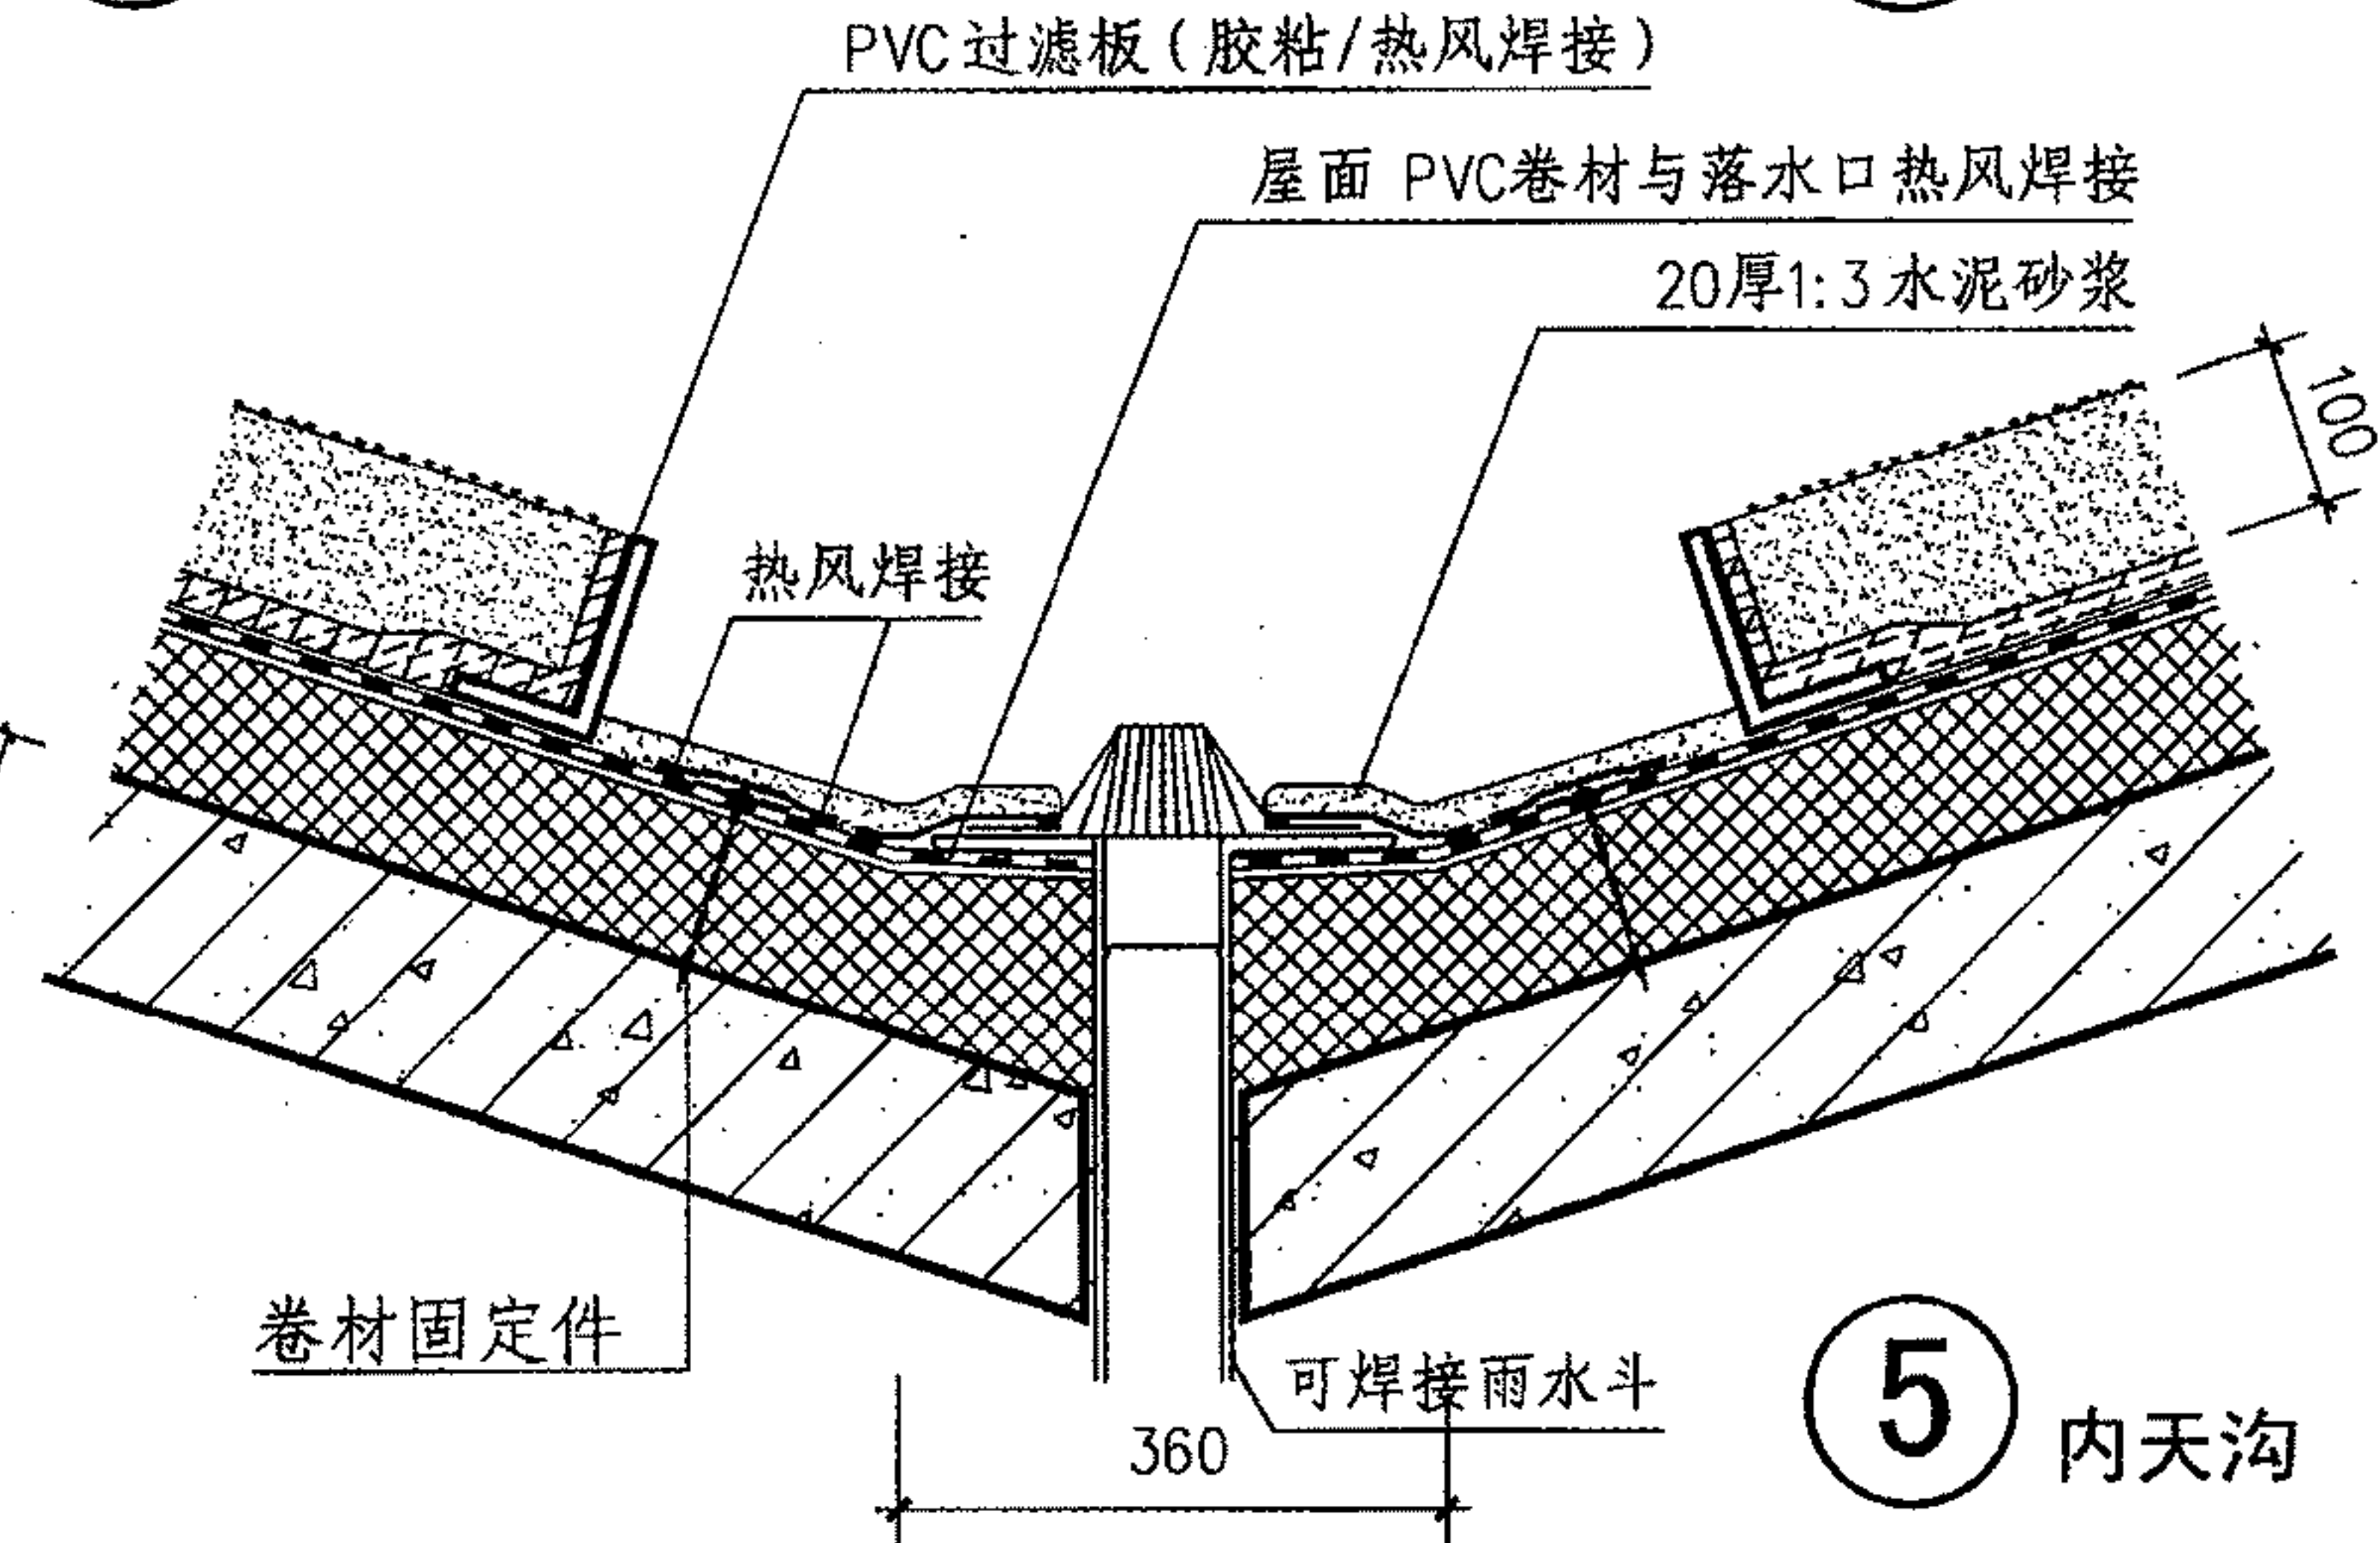 PVC过滤板(胶粘/热风焊接)
屋面 PVC卷材与落水口热风焊接
20厚1:3水泥砂浆
100
热风焊接
卷材固定件
可焊接雨水斗
360
5
内天沟